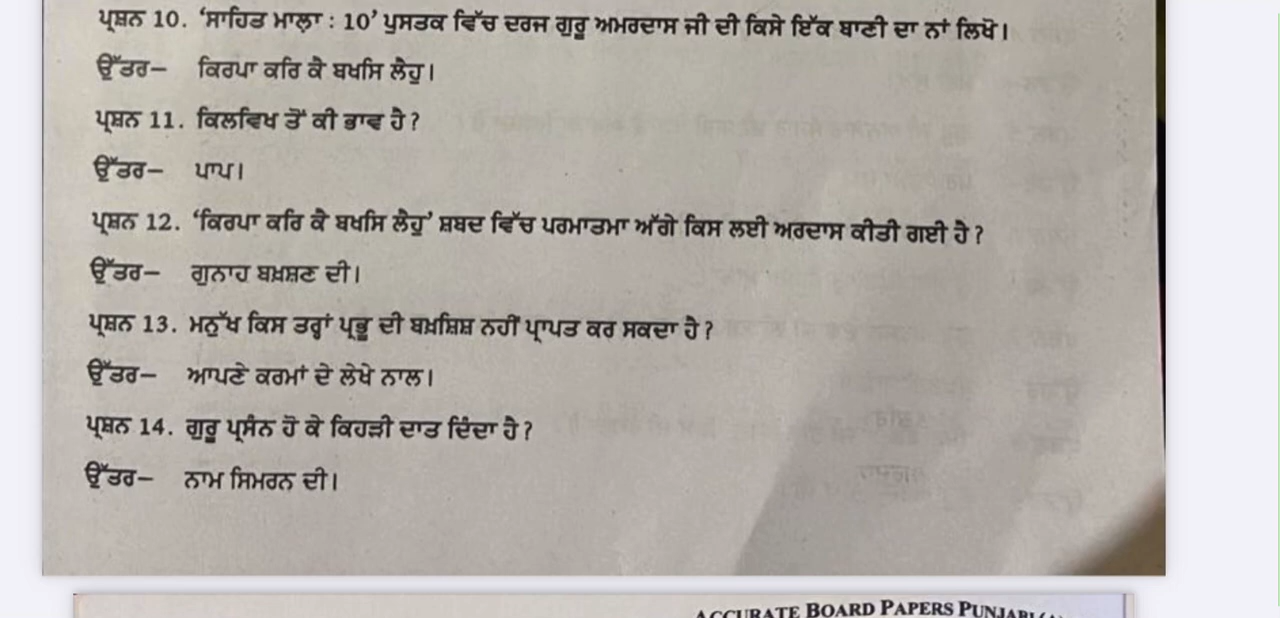 ਪ੍ਰਸ਼ਨ 10. ‘ਸਾਹਿਤ ਮਾਲਾ : 10’ ਪੁਸਤਕ ਵਿੱਚ ਦਰਜ ਗੁਰੂ ਅਮਰਦਾਸ ਜੀ ਦੀ ਕਿਸੇ ਇੱਕ ਬਾਣੀ ਦਾ ਨਾਂ ਲਿਖੋ।
ਉੱਤਰ– ਕਿਰਪਾ ਕਰਿ ਕੈ ਬਖਸਿ ਲੈਹੁ।
ਪ੍ਰਸ਼ਨ 11. ਕਿਲਵਿਖ ਤੋਂ ਕੀ ਭਾਵ ਹੈ?
ਉੱਤਰ– ਪਾਪ।
ਪ੍ਰਸ਼ਨ 12. ‘ਕਿਰਪਾ ਕਰਿ ਕੈ ਬਖਸਿ ਲੈਹੁ’ ਸ਼ਬਦ ਵਿੱਚ ਪਰਮਾਤਮਾ ਅੱਗੇ ਕਿਸ ਲਈ ਅਰਦਾਸ ਕੀਤੀ ਗਈ ਹੈ?
ਉੱਤਰ– ਗੁਨਾਹ ਬਖ਼ਸ਼ਣ ਦੀ।
ਪ੍ਰਸ਼ਨ 13. ਮਨੁੱਖ ਕਿਸ ਤਰ੍ਹਾਂ ਪ੍ਰਭੂ ਦੀ ਬਖ਼ਸ਼ਿਸ਼ ਨਹੀਂ ਪ੍ਰਾਪਤ ਕਰ ਸਕਦਾ ਹੈ?
ਉੱਤਰ– ਆਪਣੇ ਕਰਮਾਂ ਦੇ ਲੇਖੇ ਨਾਲ।
ਪ੍ਰਸ਼ਨ 14. ਗੁਰੂ ਪ੍ਰਸੰਨ ਹੋ ਕੇ ਕਿਹੜੀ ਦਾਤ ਦਿੰਦਾ ਹੈ?
ਉੱਤਰ– ਨਾਮ ਸਿਮਰਨ ਦੀ।
ACCURATE BOARD PAPERS PUNJABI